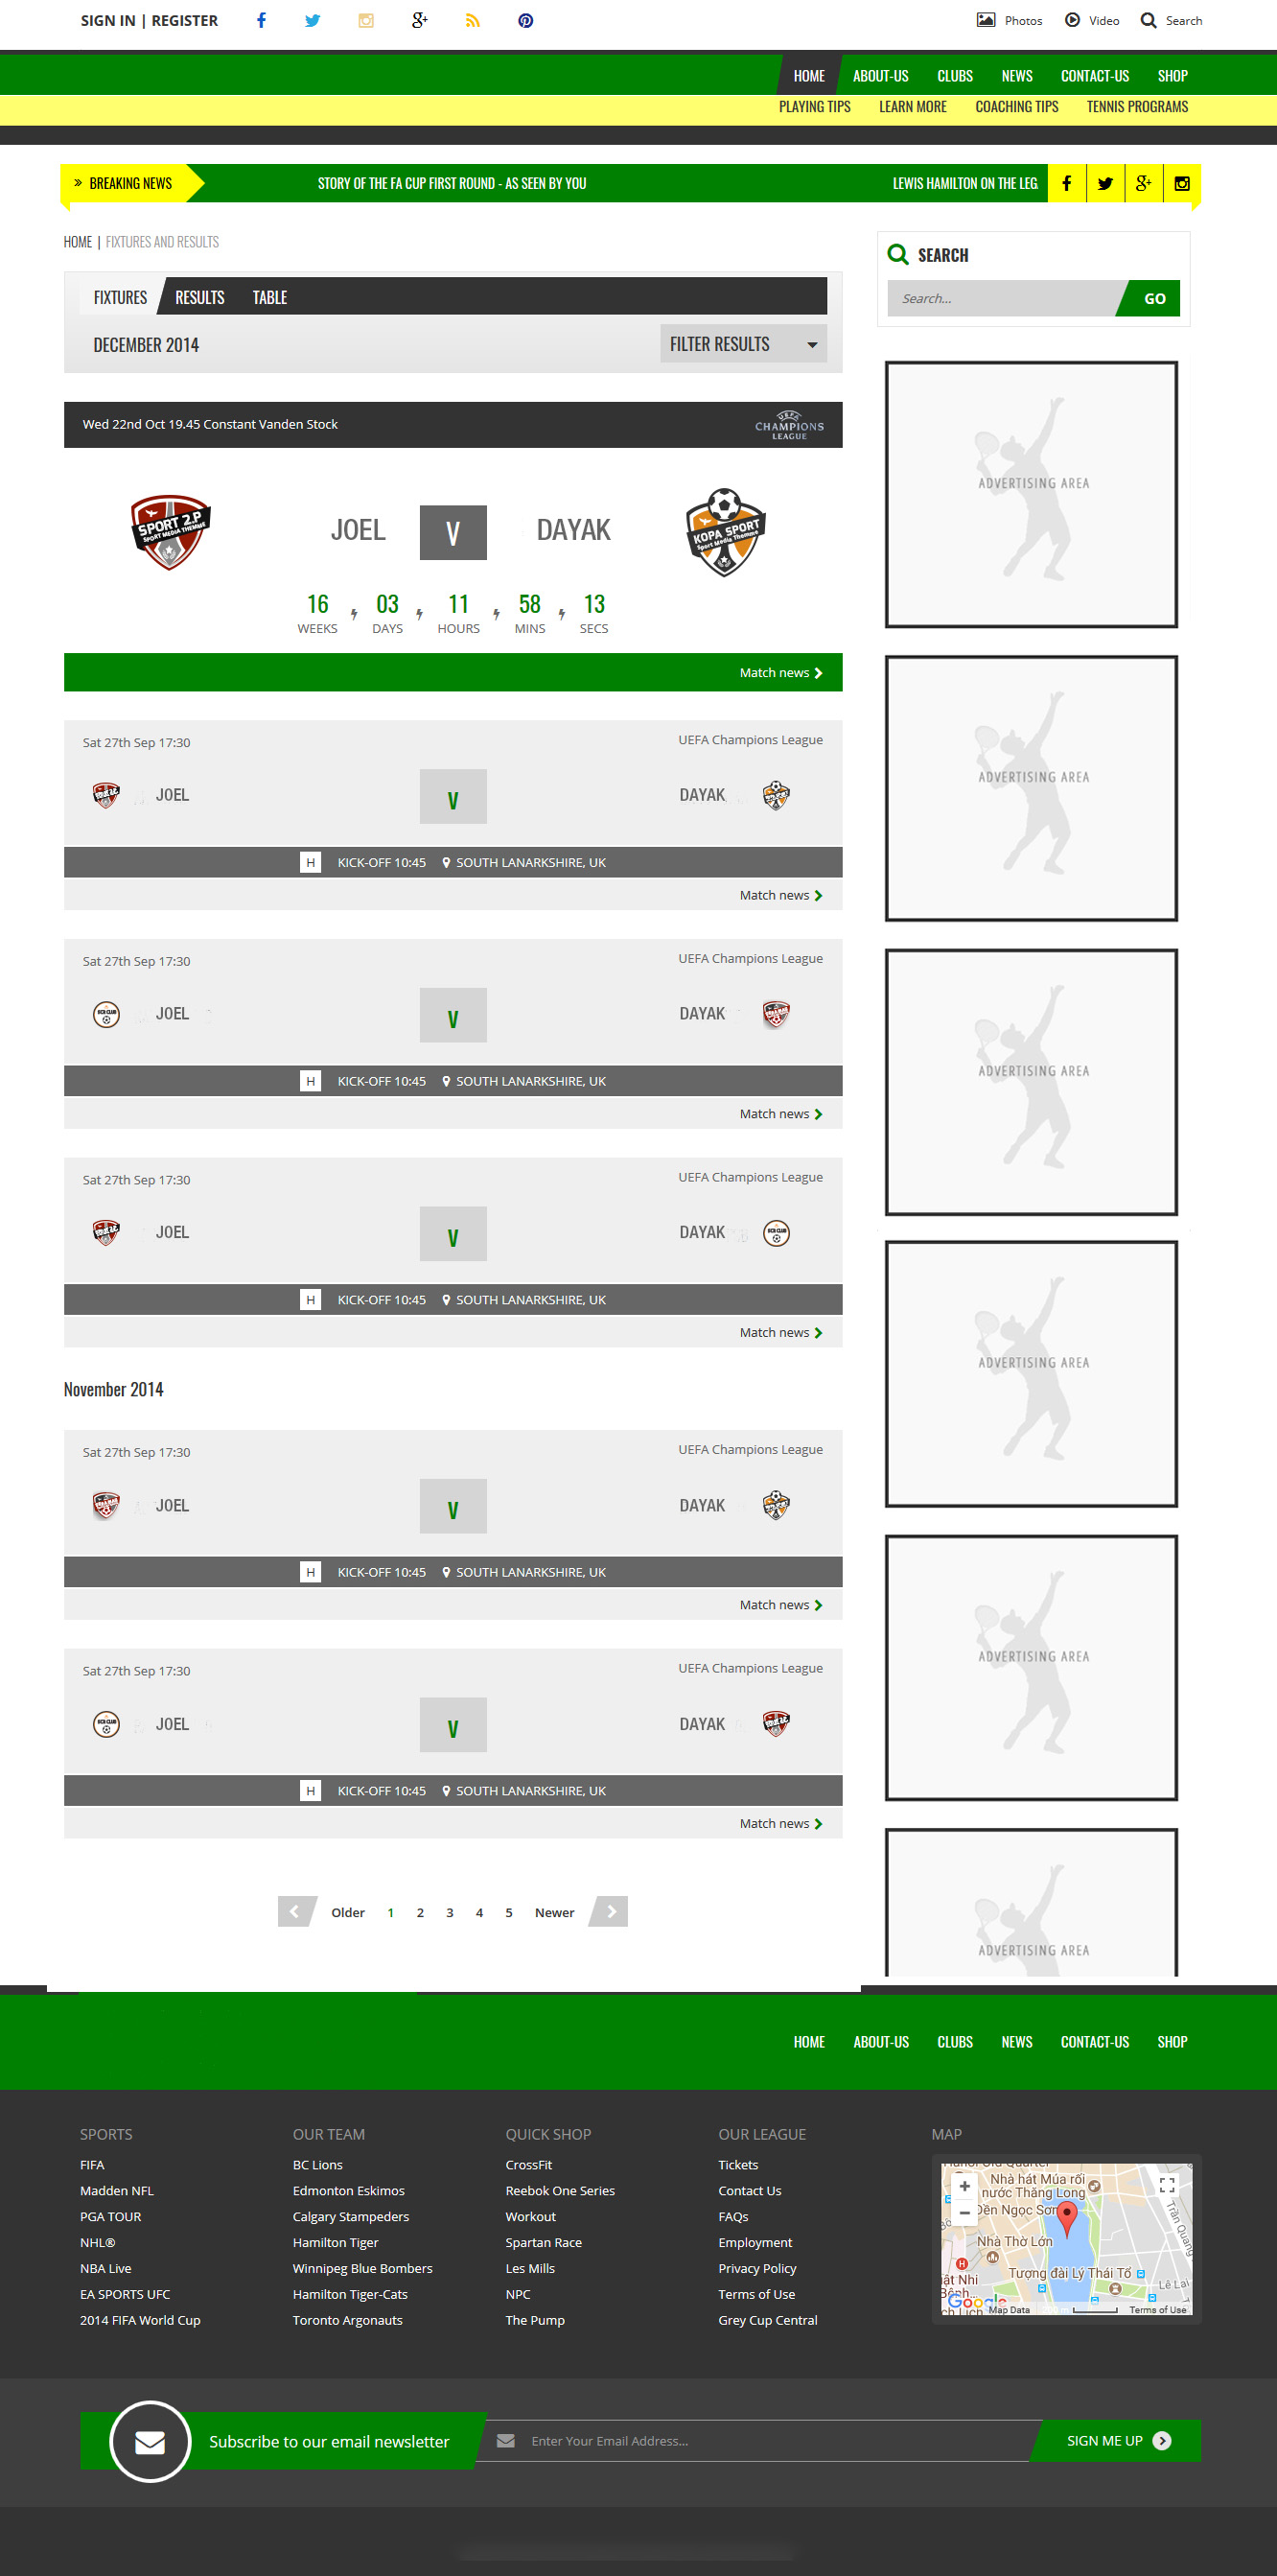 SIGN IN | REGISTER
Photos Video Search
HOME ABOUT-US CLUBS NEWS CONTACT-US SHOP
PLAYING TIPS LEARN MORE COACHING TIPS TENNIS PROGRAMS
» BREAKING NEWS STORY OF THE FA CUP FIRST ROUND - AS SEEN BY YOU LEWIS HAMILTON ON THE LEG
HOME | FIXTURES AND RESULTS
SEARCH
Search...
GO
FIXTURES RESULTS TABLE
DECEMBER 2014 FILTER RESULTS
Wed 22nd Oct 19.45 Constant Vanden Stock
UEFA
CHAMPIONS
LEAGUE
SPORT 2.P
SPORT MEDIA THEMME
JOEL V DAYAK
KOPA SPORT
Sport Media Themme
16 03 11 58 13
WEEKS DAYS HOURS MINS SECS
Match news
Sat 27th Sep 17:30 UEFA Champions League
JOEL V DAYAK
H KICK-OFF 10:45 SOUTH LANARKSHIRE, UK
Match news
Sat 27th Sep 17:30 UEFA Champions League
JOEL V DAYAK
H KICK-OFF 10:45 SOUTH LANARKSHIRE, UK
Match news
Sat 27th Sep 17:30 UEFA Champions League
JOEL V DAYAK
H KICK-OFF 10:45 SOUTH LANARKSHIRE, UK
Match news
November 2014
Sat 27th Sep 17:30 UEFA Champions League
JOEL V DAYAK
H KICK-OFF 10:45 SOUTH LANARKSHIRE, UK
Match news
Sat 27th Sep 17:30 UEFA Champions League
JOEL V DAYAK
H KICK-OFF 10:45 SOUTH LANARKSHIRE, UK
Match news
Older 1 2 3 4 5 Newer
ADVERTISING AREA
ADVERTISING AREA
ADVERTISING AREA
ADVERTISING AREA
ADVERTISING AREA
ADVERTISING AREA
HOME ABOUT-US CLUBS NEWS CONTACT-US SHOP
SPORTS
FIFA
Madden NFL
PGA TOUR
NHL®
NBA Live
EA SPORTS UFC
2014 FIFA World Cup
OUR TEAM
BC Lions
Edmonton Eskimos
Calgary Stampeders
Hamilton Tiger
Winnipeg Blue Bombers
Hamilton Tiger-Cats
Toronto Argonauts
QUICK SHOP
CrossFit
Reebok One Series
Workout
Spartan Race
Les Mills
NPC
The Pump
OUR LEAGUE
Tickets
Contact Us
FAQs
Employment
Privacy Policy
Terms of Use
Grey Cup Central
MAP
Nhà hát Múa rối
nước Thăng Long
Đền Ngọc Sơn
Trần Quang
Nhà Thờ Lớn
Tượng đài Lý Thái Tổ
Lê Lai
Google
Map Data Terms of Use
Subscribe to our email newsletter
Enter Your Email Address...
SIGN ME UP